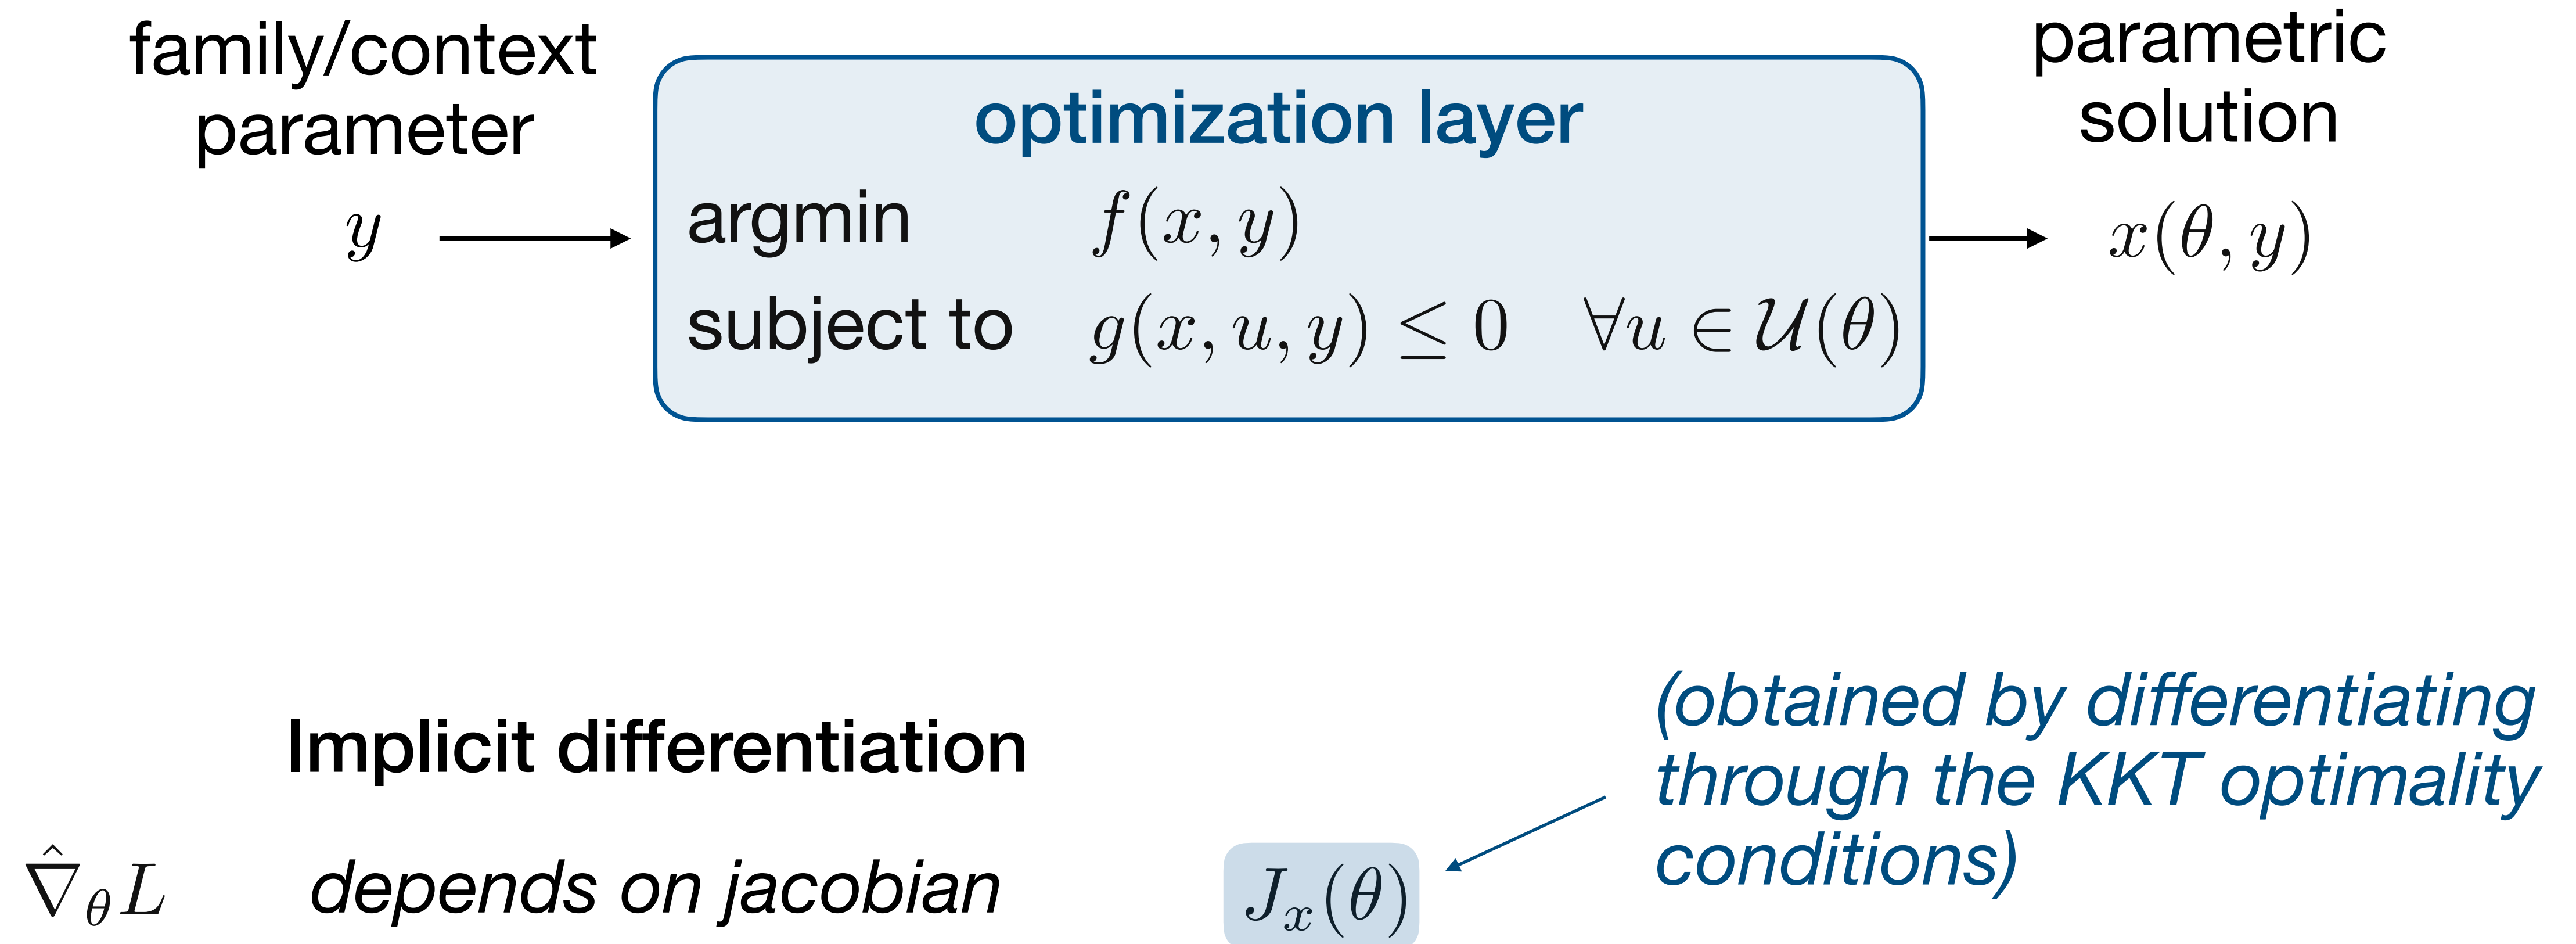 family/context
parameter
parametric
solution
optimization layer
y
argmin f(x, y)
x(θ, y)
subject to g(x, u, y) ≤ 0 ∀u ∈ 𝒰(θ)
Implicit differentiation
(obtained by differentiating
through the KKT optimality
conditions)
∇̂_θ L depends on jacobian J_x(θ)